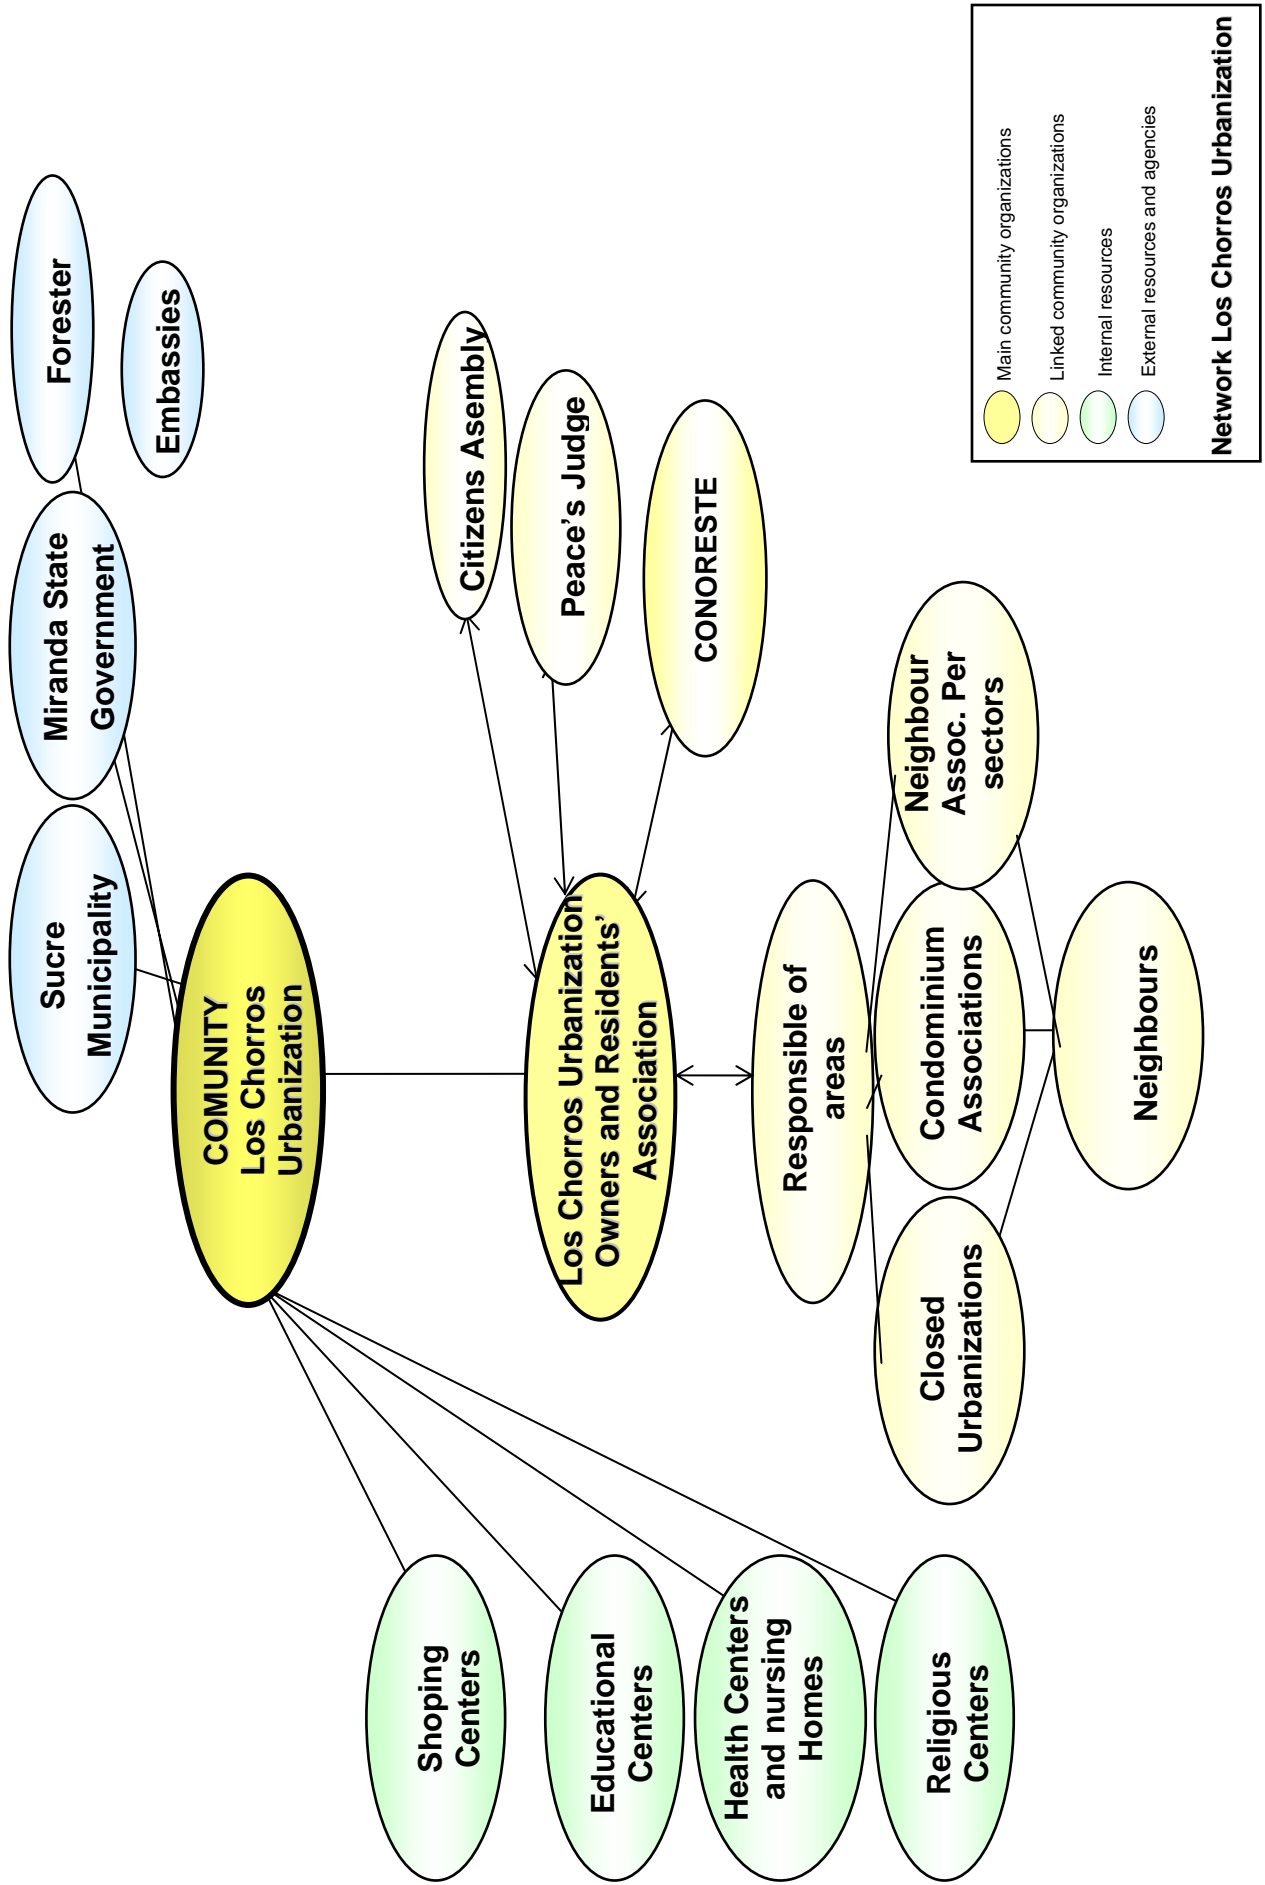 Sucre
Municipality
Miranda State
Government
Forester
Embassies
COMUNITY
Los Chorros
Urbanization
Citizens Asembly
Peace's Judge
CONORESTE
Los Chorros Urbanization
Owners and Residents’
Association
Shoping
Centers
Educational
Centers
Health Centers
and nursing
Homes
Religious
Centers
Responsible of
areas
Closed
Urbanizations
Condominium
Associations
Neighbour
Assoc. Per
sectors
Neighbours
Main community organizations
Linked community organizations
Internal resources
External resources and agencies
Network Los Chorros Urbanization